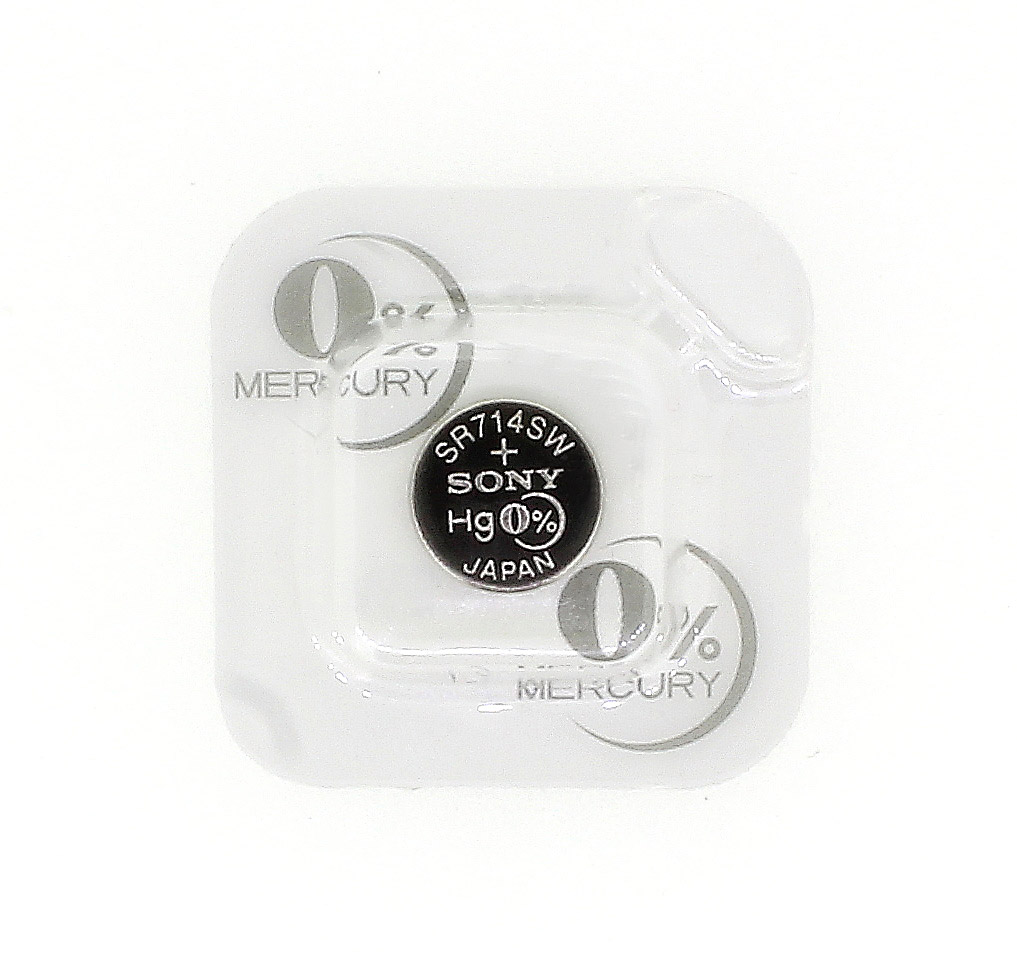 0%
MERCURY
SR714SW
+
SONY
Hg 0%
JAPAN
0%
MERCURY